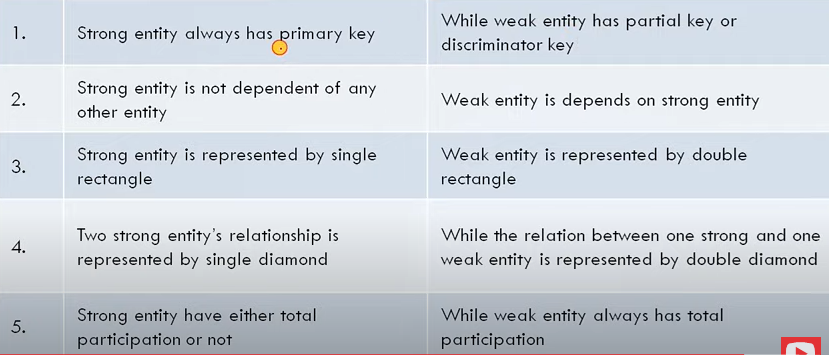 1.
Strong entity always has primary key
While weak entity has partial key or
discriminator key
2.
Strong entity is not dependent of any
other entity
Weak entity is depends on strong entity
3.
Strong entity is represented by single
rectangle
Weak entity is represented by double
rectangle
4.
Two strong entity's relationship is
represented by single diamond
While the relation between one strong and one
weak entity is represented by double diamond
5.
Strong entity have either total
participation or not
While weak entity always has total
participation